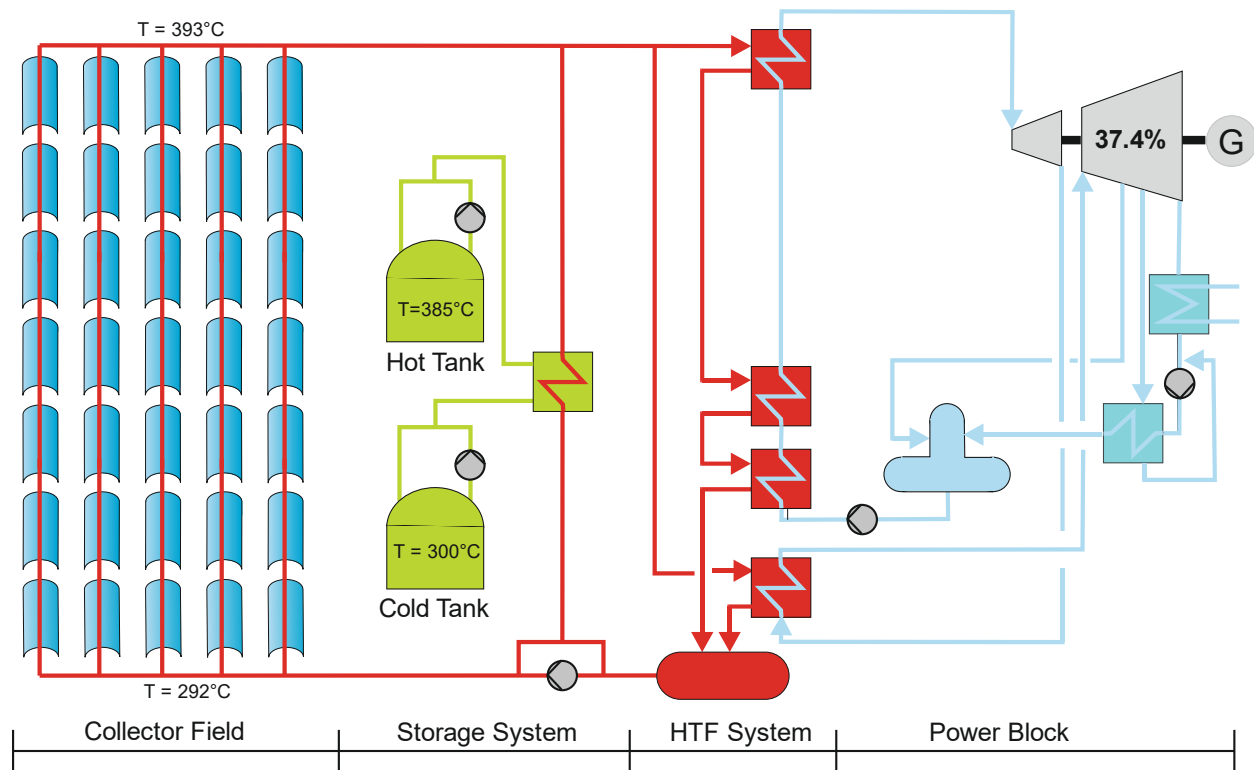 T = 393°C
37.4%
G
T=385°C
Hot Tank
T = 300°C
Cold Tank
T = 292°C
Collector Field
Storage System
HTF System
Power Block